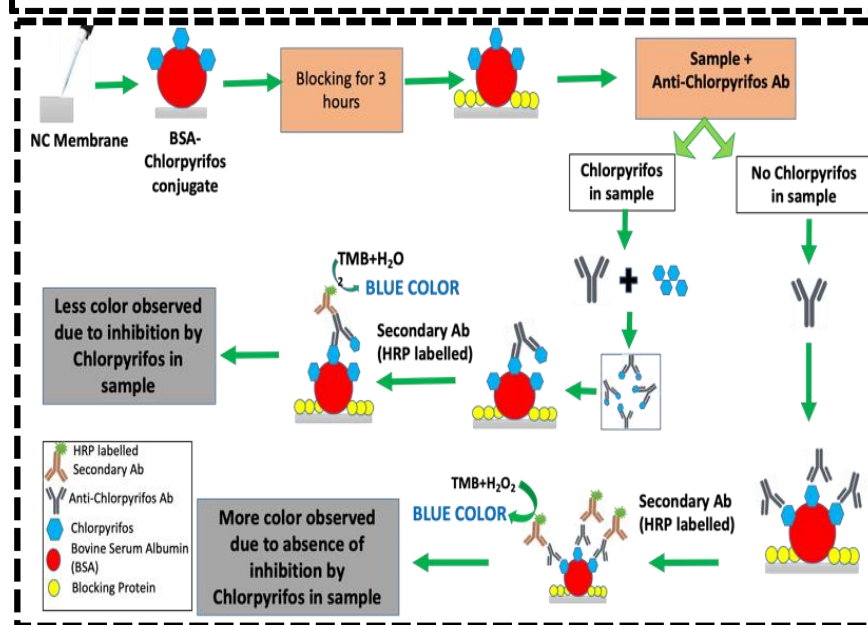 NC Membrane
BSA-
Chlorpyrifos
conjugate
Blocking for 3
hours
Sample +
Anti-Chlorpyrifos Ab
Chlorpyrifos
in sample
No Chlorpyrifos
in sample
TMB+H₂O
2
BLUE COLOR
Secondary Ab
(HRP labelled)
Less color observed
due to inhibition by
Chlorpyrifos in
sample
HRP labelled
Secondary Ab
Anti-Chlorpyrifos Ab
Chlorpyrifos
Bovine Serum Albumin
(BSA)
Blocking Protein
More color observed
due to absence of
inhibition by
Chlorpyrifos in sample
TMB+H₂O₂
BLUE COLOR
Secondary Ab
(HRP labelled)